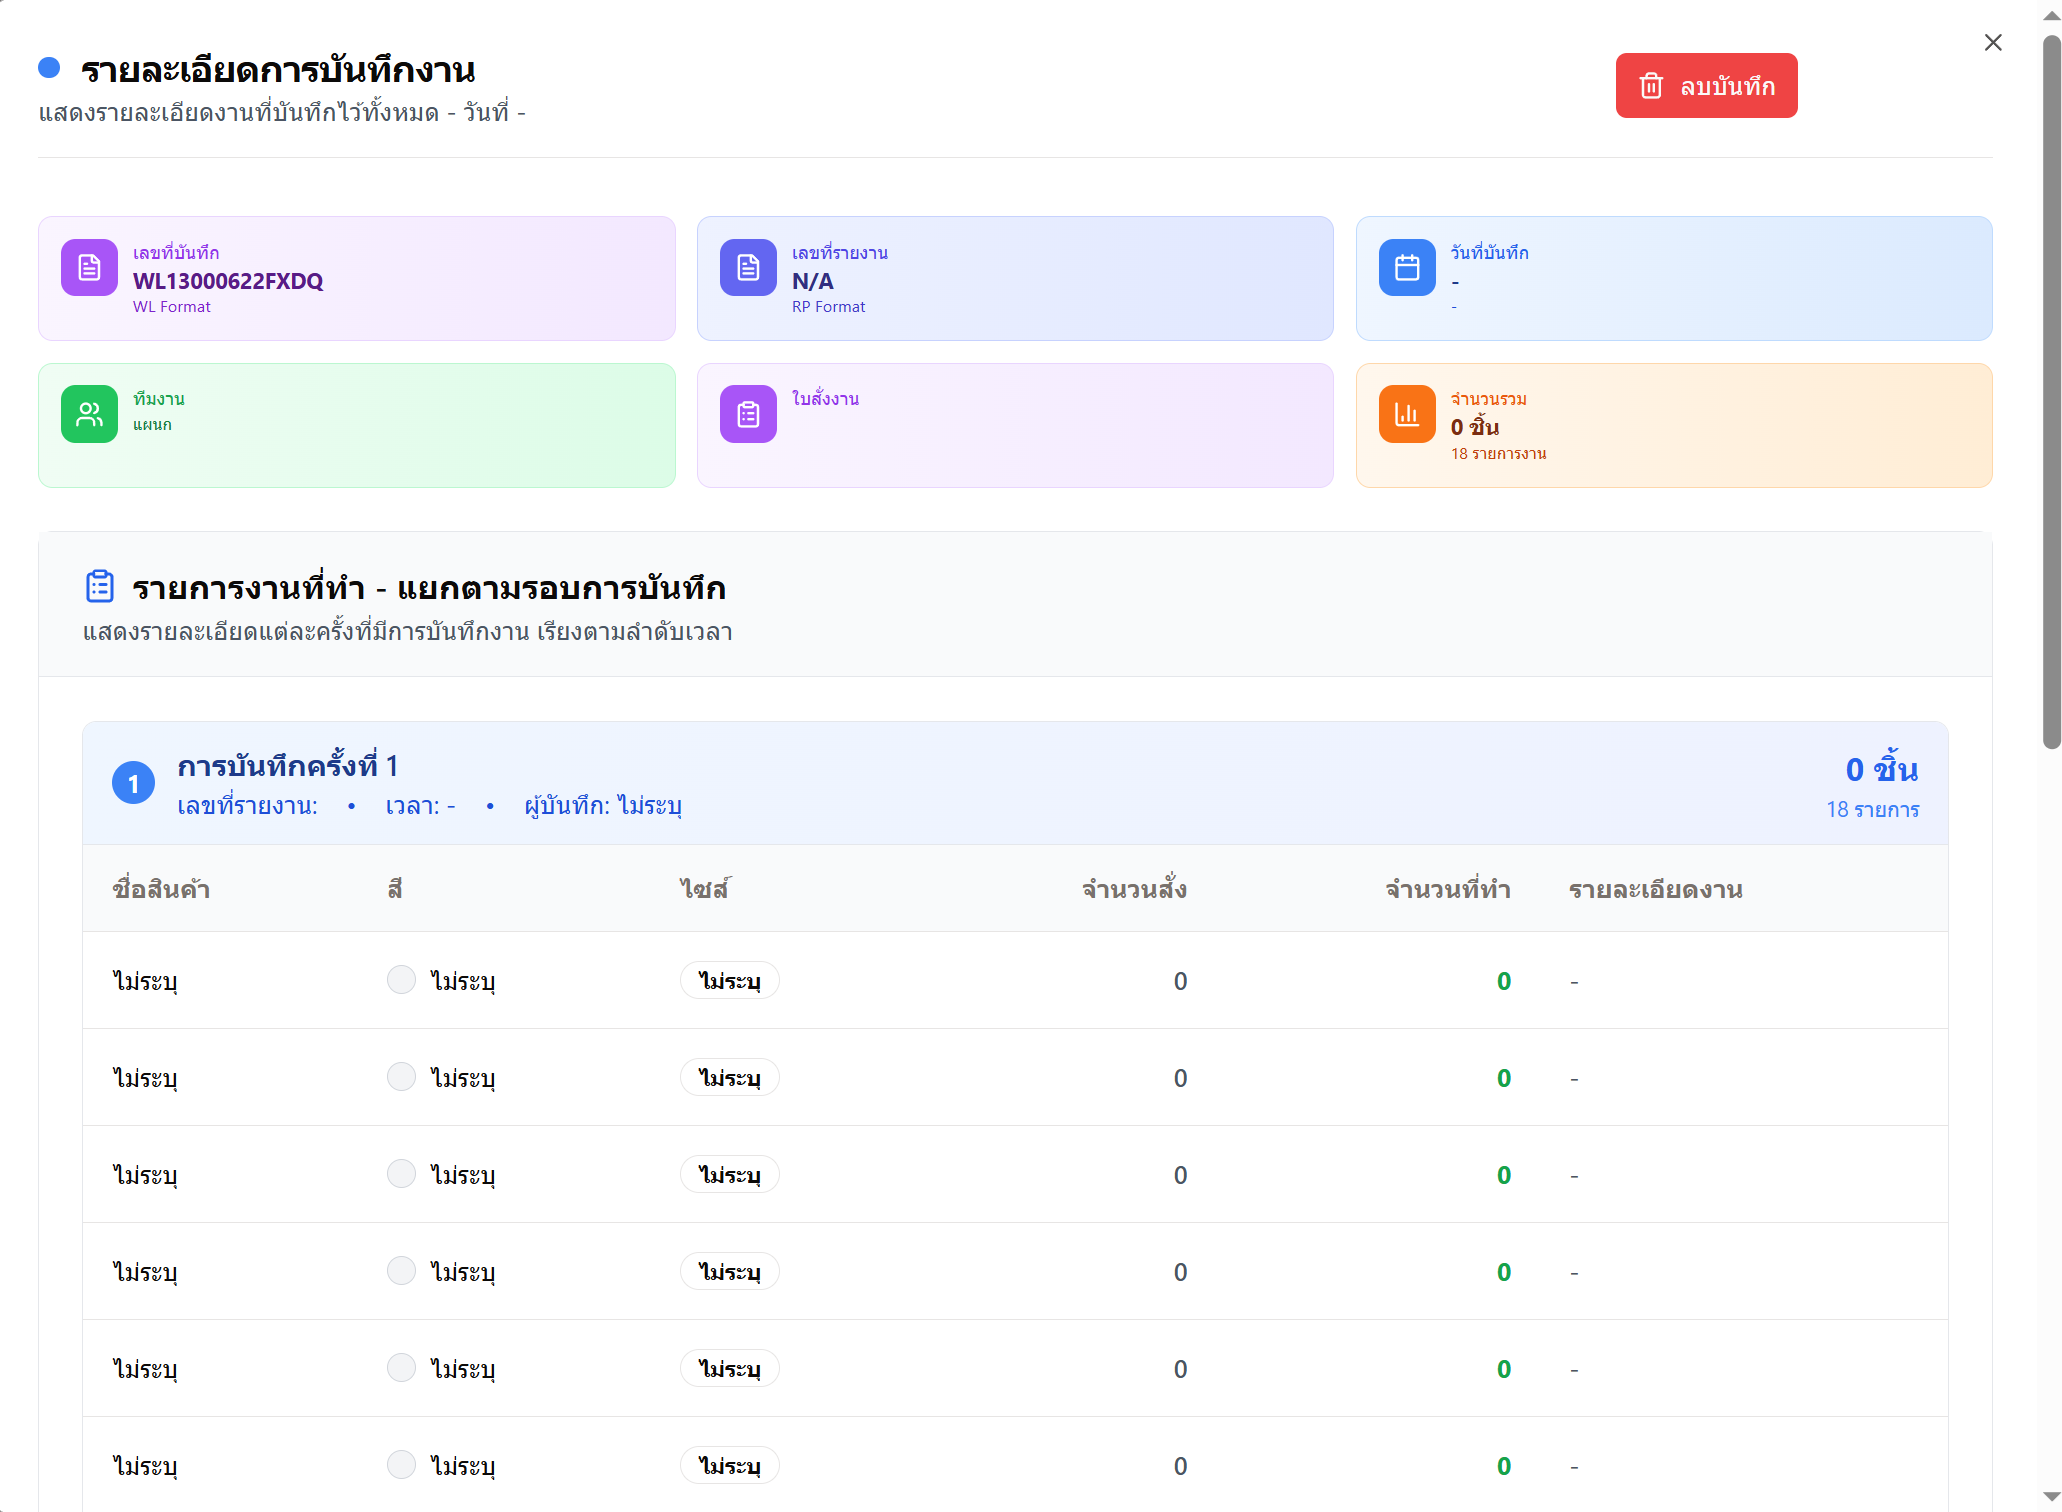 รายละเอียดการบันทึกงาน
แสดงรายละเอียดงานที่บันทึกไว้ทั้งหมด - วันที่ -
ลบบันทึก
เลขที่บันทึก
WL13000622FXDQ
WL Format
เลขที่รายงาน
N/A
RP Format
วันที่บันทึก
-
-
ทีมงาน
แผนก
ใบสั่งงาน
จำนวนรวม
0 ชิ้น
18 รายการงาน
รายการงานที่ทำ - แยกตามรอบการบันทึก
แสดงรายละเอียดแต่ละครั้งที่มีการบันทึกงาน เรียงตามลำดับเวลา
1
การบันทึกครั้งที่ 1
เลขที่รายงาน: • เวลา: - • ผู้บันทึก: ไม่ระบุ
0 ชิ้น
18 รายการ
ชื่อสินค้า สี ไซส์ จำนวนสั่ง จำนวนที่ทำ รายละเอียดงาน
ไม่ระบุ ไม่ระบุ ไม่ระบุ 0 0 -
ไม่ระบุ ไม่ระบุ ไม่ระบุ 0 0 -
ไม่ระบุ ไม่ระบุ ไม่ระบุ 0 0 -
ไม่ระบุ ไม่ระบุ ไม่ระบุ 0 0 -
ไม่ระบุ ไม่ระบุ ไม่ระบุ 0 0 -
ไม่ระบุ ไม่ระบุ ไม่ระบุ 0 0 -